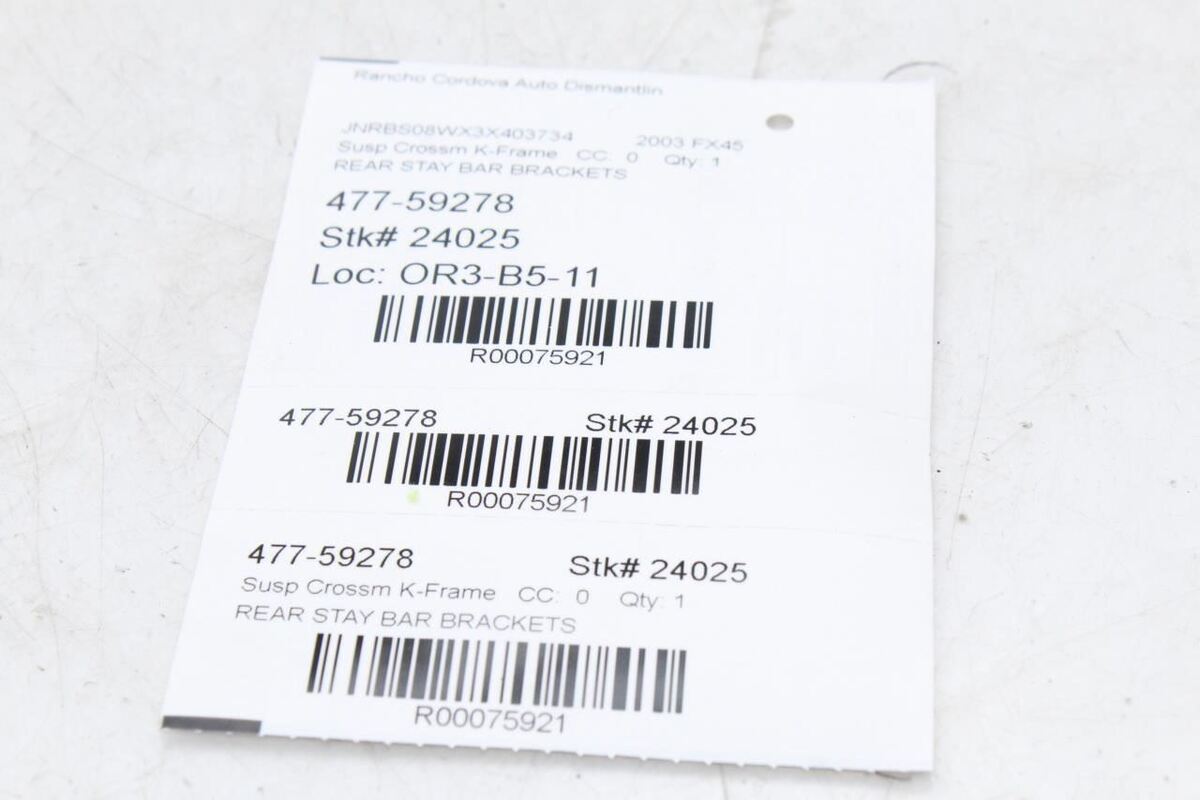 Rancho Cordova Auto Dismantlin
JNRBS08WX3X403734 2003 FX45
Susp Crossm K-Frame CC: 0 Qty: 1
REAR STAY BAR BRACKETS
477-59278
Stk# 24025
Loc: OR3-B5-11
R00075921
477-59278 Stk# 24025
R00075921
477-59278 Stk# 24025
Susp Crossm K-Frame CC: 0 Qty: 1
REAR STAY BAR BRACKETS
R00075921